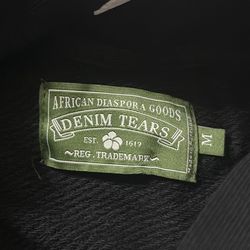 AFRICAN DIASPORA GOODS
DENIM TEARS
EST. 1619
REG. TRADEMARK
M